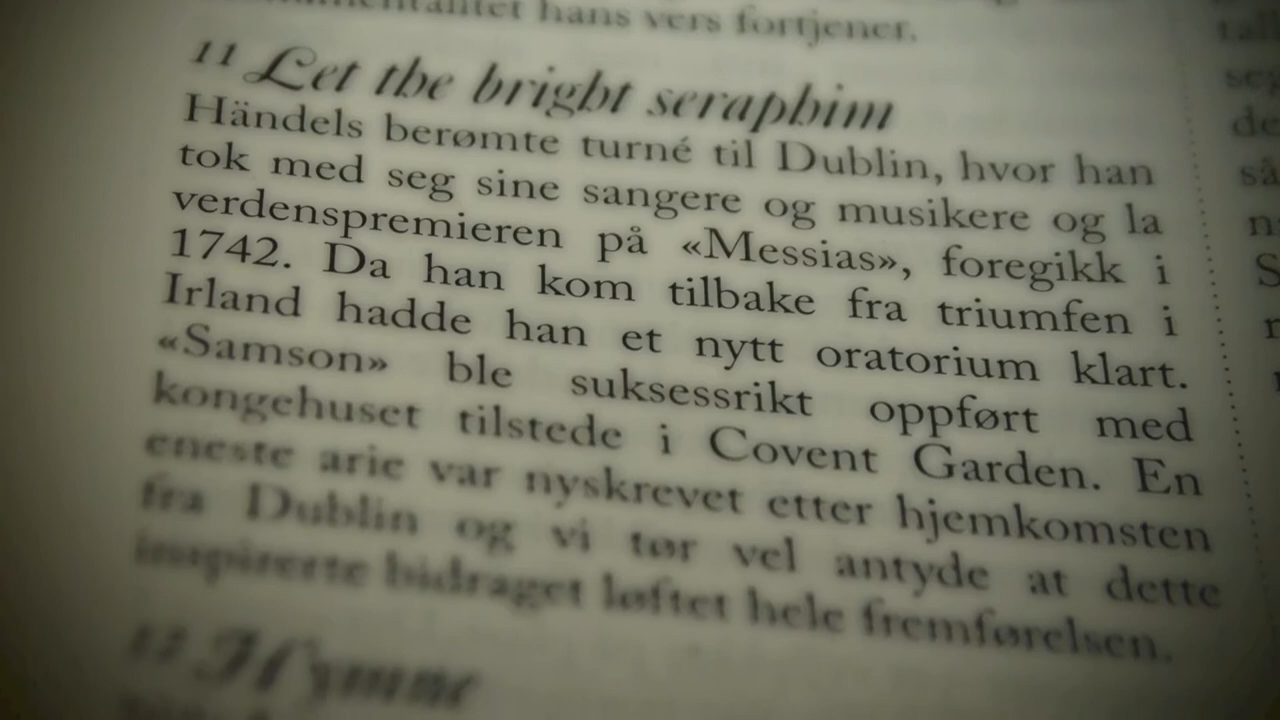 hans vers fortjener.
11 Let the bright seraphim
Händels berømte turné til Dublin, hvor han
tok med seg sine sangere og musikere og la
verdenspremieren på «Messias», foregikk i
1742. Da han kom tilbake fra triumfen i
Irland hadde han et nytt oratorium klart.
«Samson» ble suksessrikt oppført med
kongehuset tilstede i Covent Garden. En
eneste arie var nyskrevet etter hjemkomsten
fra Dublin og vi tør vel antyde at dette
inspirerte bidraget løftet hele fremførelsen.
12 Hymne